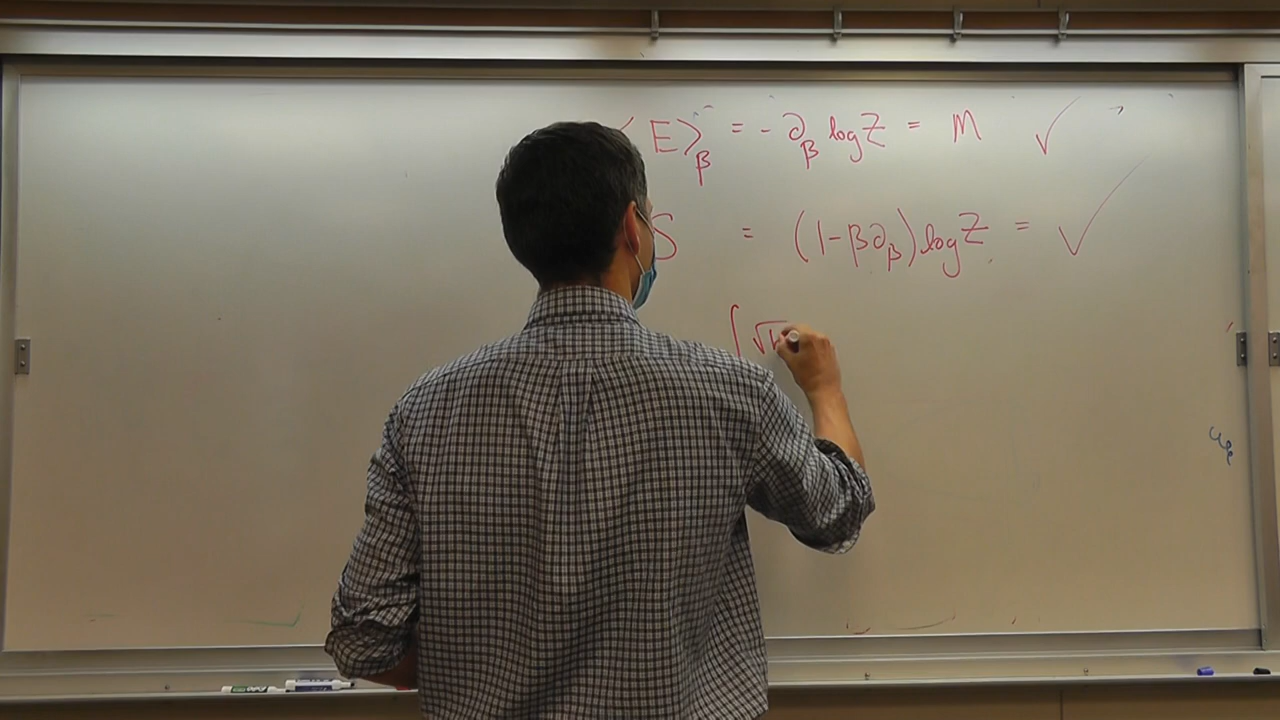 ⟨E⟩_β = - ∂_β log Z = M ✓
S = (1-β∂_β) log Z = ✓
∫ √h